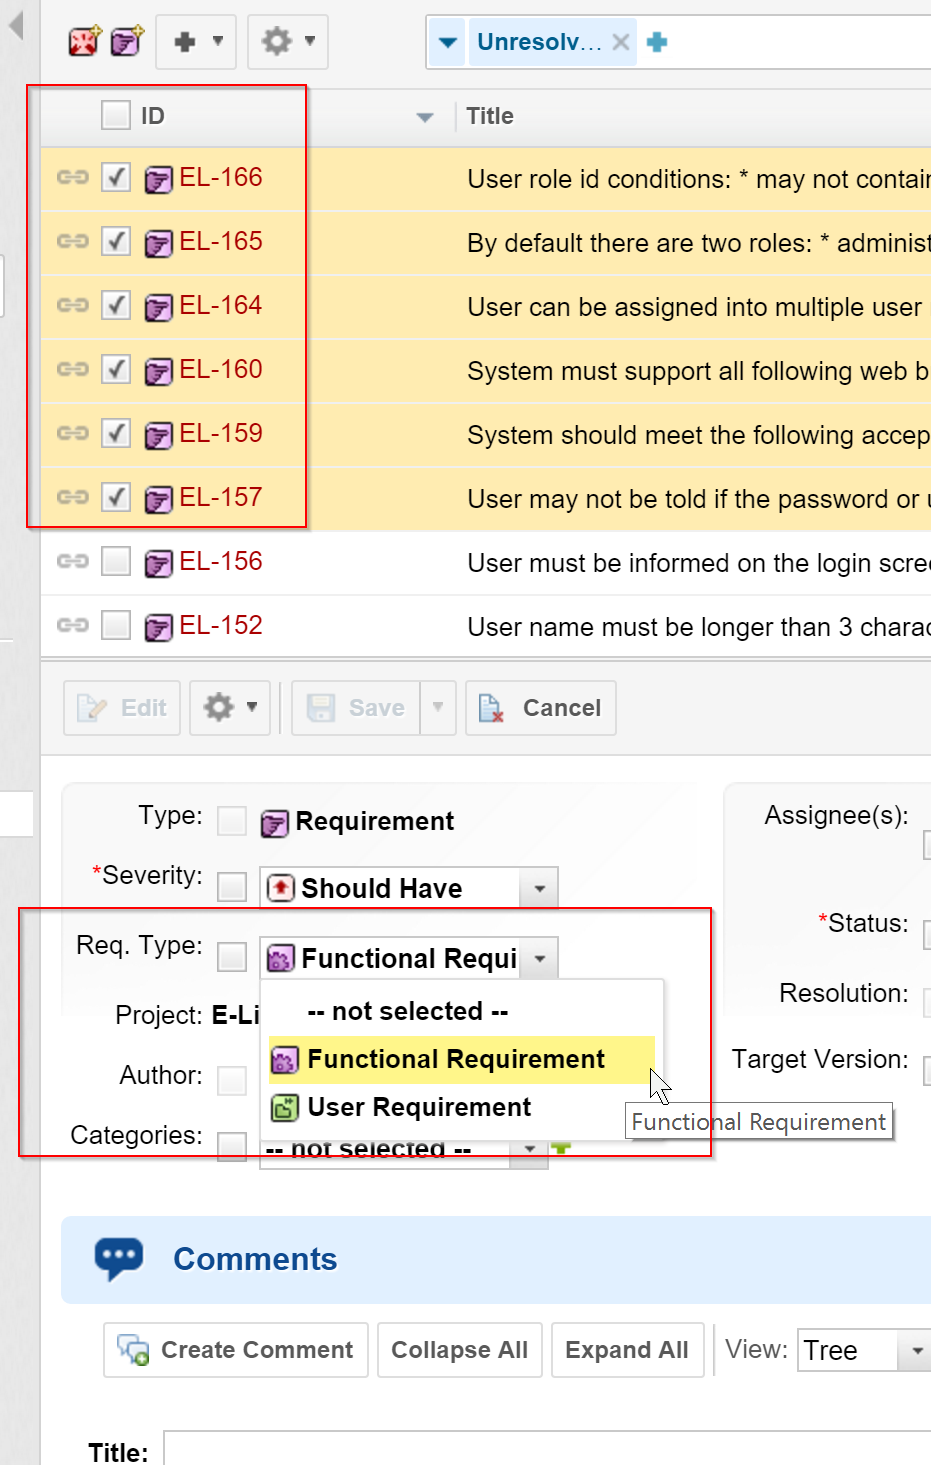 Unresolv...
ID Title
EL-166 User role id conditions: * may not contain
EL-165 By default there are two roles: * administ
EL-164 User can be assigned into multiple user
EL-160 System must support all following web b
EL-159 System should meet the following accep
EL-157 User may not be told if the password or u
EL-156 User must be informed on the login scre
EL-152 User name must be longer than 3 charac
Edit Save Cancel
Type: Requirement Assignee(s):
*Severity: Should Have
*Status:
Req. Type: Functional Requi
Resolution:
Project: E-Li -- not selected --
Author: Functional Requirement Target Version:
User Requirement
Functional Requirement
Categories: -- not selected --
Comments
Create Comment Collapse All Expand All View: Tree
Title: